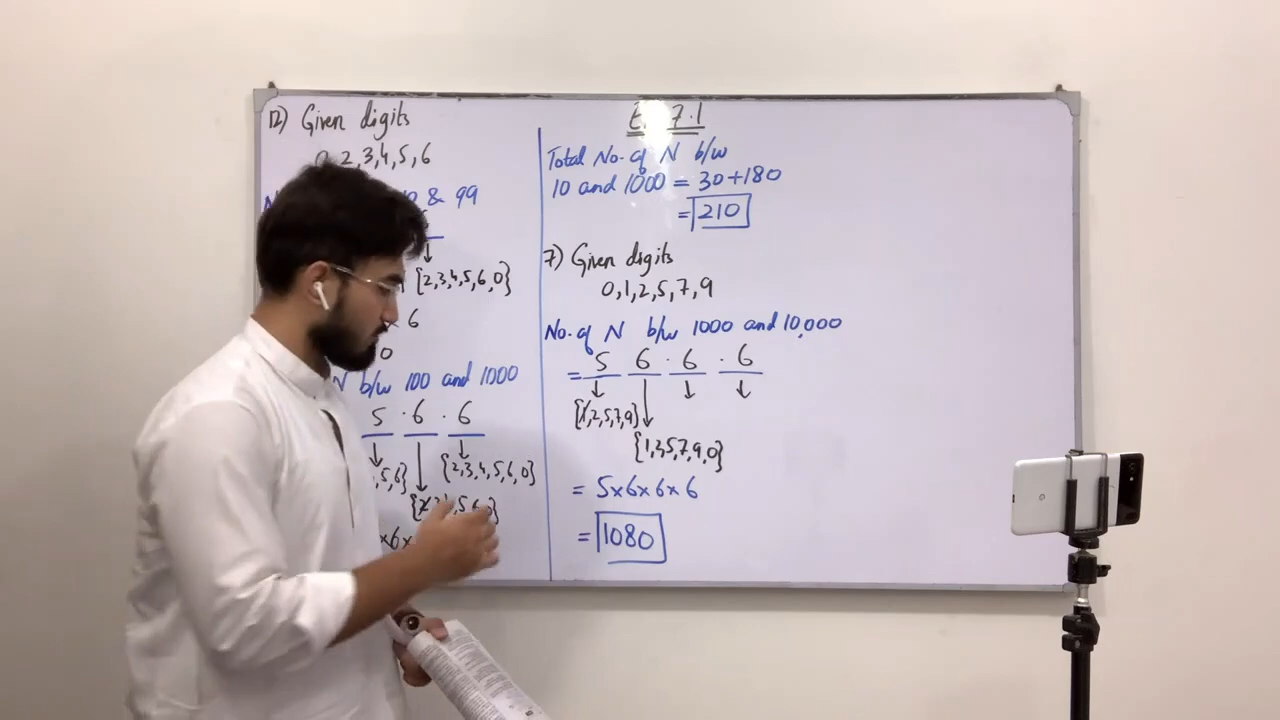 12) Given digits
2,3,4,5,6
& 99
[2,3,4,5,6,0}
6
0
N b/w 100 and 1000
5 . 6 . 6
{2,3,4,5,6,0}
,5,6}
x6x
Ex 7.1
Total No. of N b/w
10 and 1000 = 30+180
= 210
7) Given digits
0,1,2,5,7,9
No. of N b/w 1000 and 10,000
= 5 6 . 6 . 6
{1,2,5,7,9}
{1,2,5,7,9,0}
= 5x6x6x6
= 1080